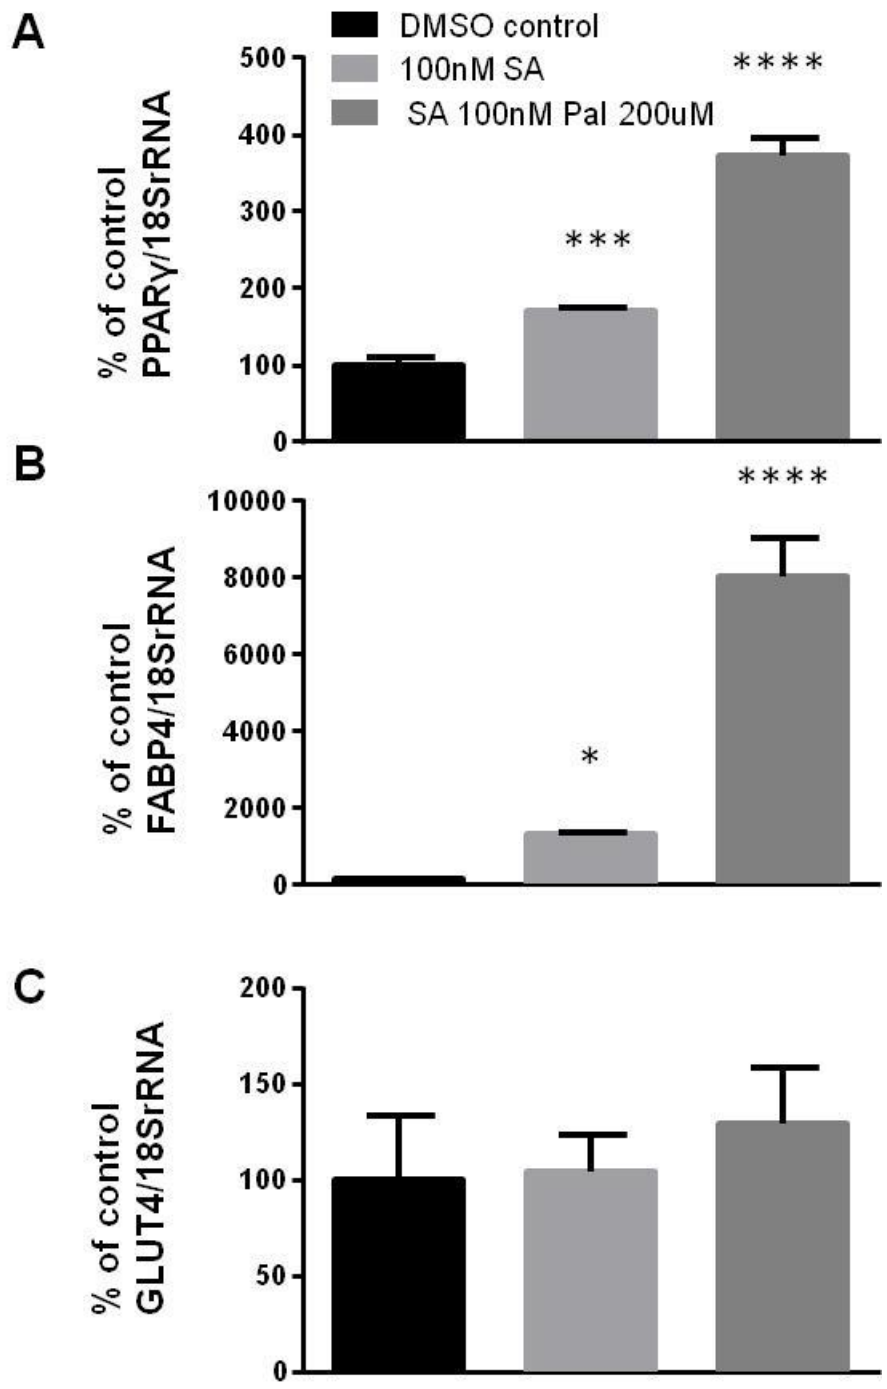 A
DMSO control
100nM SA
SA 100nM Pal 200uM
% of control
PPARγ/18SrRNA
500
400
300
200
100
0
***
****
B
% of control
FABP4/18SrRNA
10000
8000
6000
4000
2000
0
*
****
C
% of control
GLUT4/18SrRNA
200
150
100
50
0